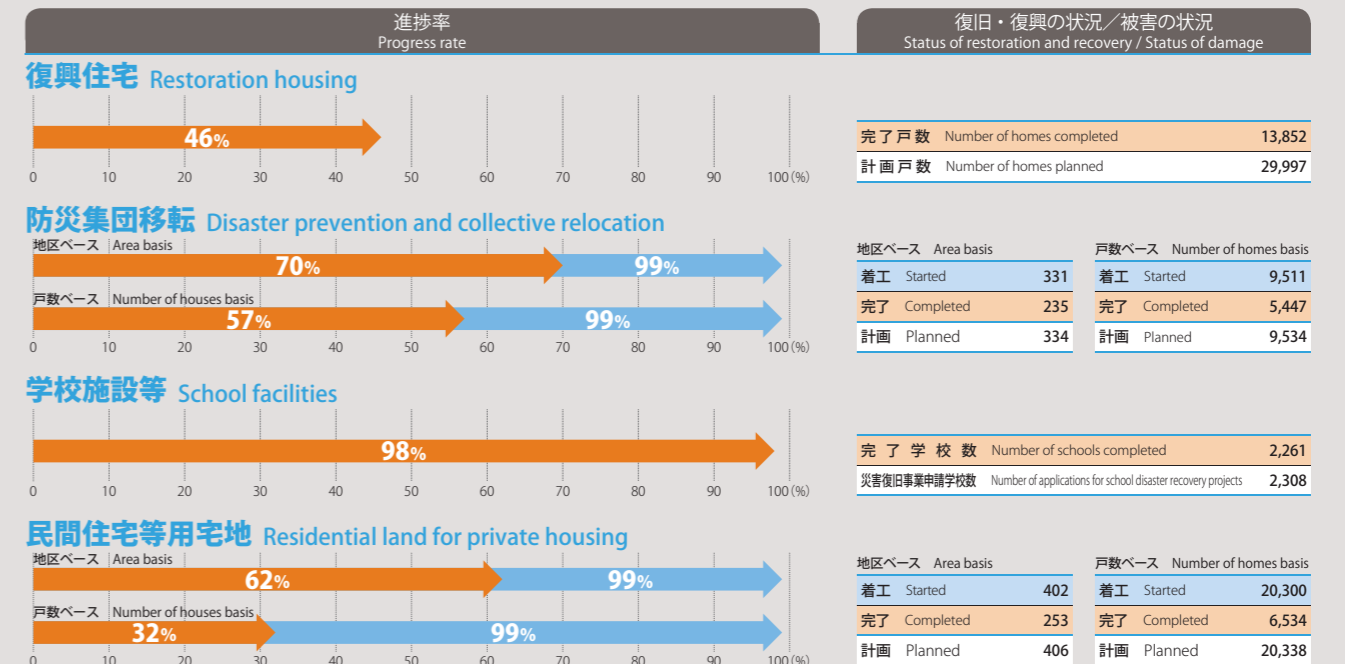 進捗率
Progress rate
復旧・復興の状況／被害の状況
Status of restoration and recovery / Status of damage
復興住宅 Restoration housing
46%
0 10 20 30 40 50 60 70 80 90 100(%)
完了戸数 Number of homes completed 13,852
計画戸数 Number of homes planned 29,997
防災集団移転 Disaster prevention and collective relocation
地区ベース Area basis
70% 99%
戸数ベース Number of houses basis
57% 99%
0 10 20 30 40 50 60 70 80 90 100(%)
地区ベース Area basis
着工 Started 331
完了 Completed 235
計画 Planned 334
戸数ベース Number of homes basis
着工 Started 9,511
完了 Completed 5,447
計画 Planned 9,534
学校施設等 School facilities
98%
0 10 20 30 40 50 60 70 80 90 100(%)
完了学校数 Number of schools completed 2,261
災害復旧事業申請学校数 Number of applications for school disaster recovery projects 2,308
民間住宅等用宅地 Residential land for private housing
地区ベース Area basis
62% 99%
戸数ベース Number of houses basis
32% 99%
0 10 20 30 40 50 60 70 80 90 100(%)
地区ベース Area basis
着工 Started 402
完了 Completed 253
計画 Planned 406
戸数ベース Number of homes basis
着工 Started 20,300
完了 Completed 6,534
計画 Planned 20,338